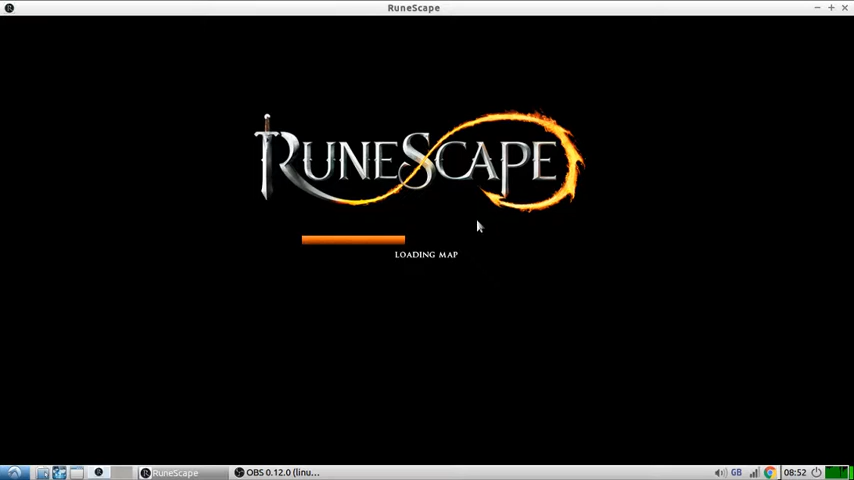 RuneScape
RUNESCAPE
LOADING MAP
RuneScape
OBS 0.12.0 (linu...
GB
08:52